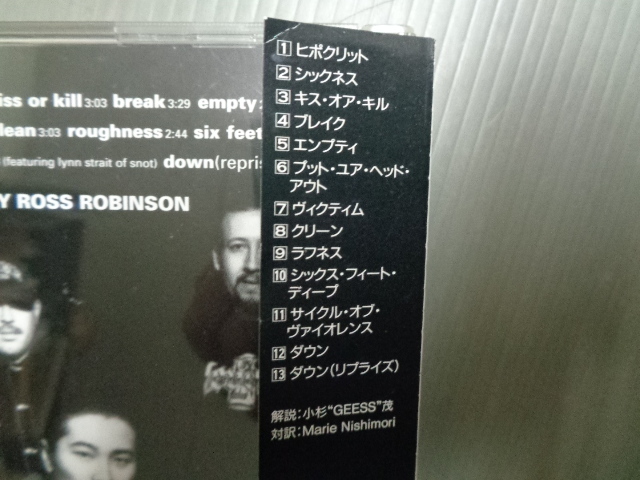 iss or kill 3:03 break 3:29 empty
lean 3:03 roughness 2:44 six feet
(featuring lynn strait of snot) down(repris
Y ROSS ROBINSON
1 ヒポクリット
2 シックネス
3 キス・オア・キル
4 ブレイク
5 エンプティ
6 プット・ユア・ヘッド・
アウト
7 ヴィクティム
8 クリーン
9 ラフネス
10 シックス・フィート・
ディープ
11 サイクル・オブ・
ヴァイオレンス
12 ダウン
13 ダウン(リプライズ)
解説:小杉“GEESS”茂
対訳:Marie Nishimori